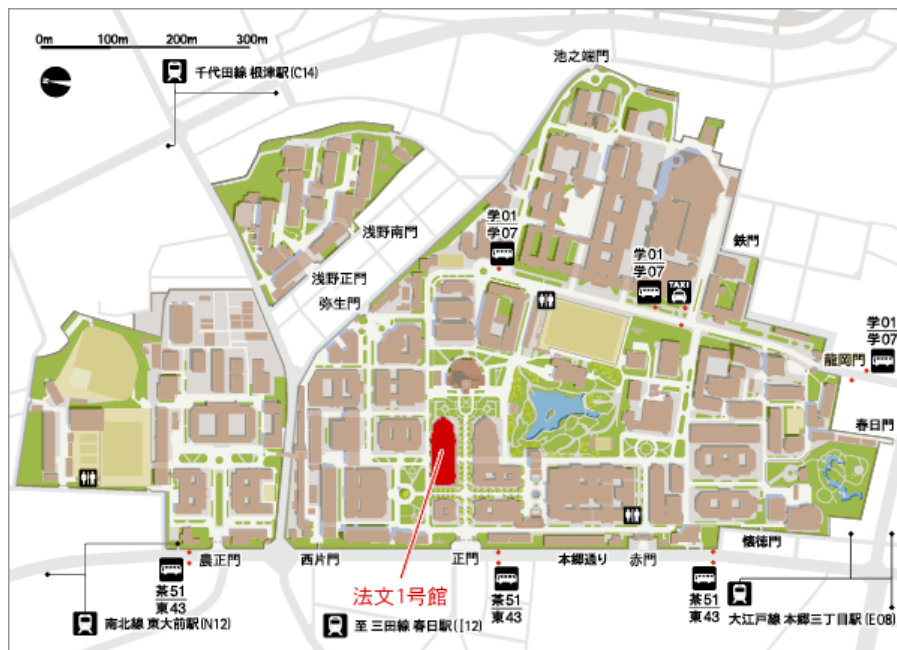 0m 100m 200m 300m
千代田線 根津駅(C14)
池之端門
浅野南門
浅野正門
弥生門
学01
学07
学01
学07
TAXI
鉄門
学01
学07
龍岡門
春日門
農正門
西片門
正門
本郷通り
赤門
懐徳門
法文1号館
茶51
東43
茶51
東43
茶51
東43
南北線 東大前駅(N12)
至 三田線 春日駅(I12)
大江戸線 本郷三丁目駅(E08)